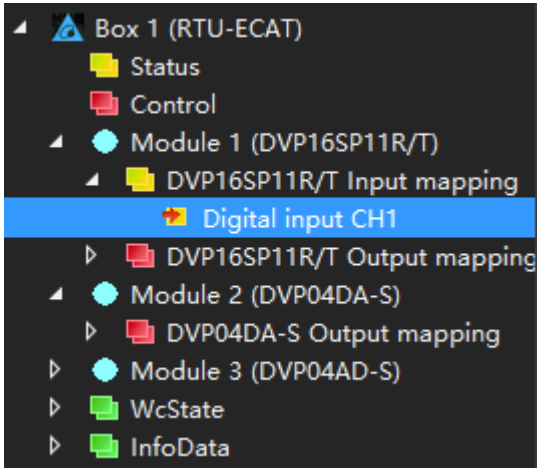 Box 1 (RTU-ECAT)
Status
Control
Module 1 (DVP16SP11R/T)
DVP16SP11R/T Input mapping
Digital input CH1
DVP16SP11R/T Output mapping
Module 2 (DVP04DA-S)
DVP04DA-S Output mapping
Module 3 (DVP04AD-S)
WcState
InfoData